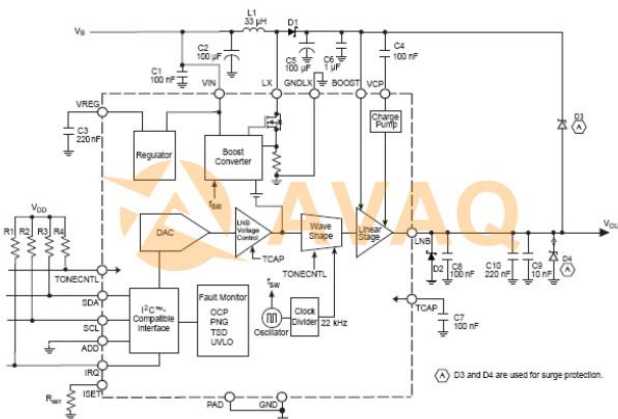 L1
33 µH
D1
VS
C2
100 µF
C5
100 µF
C6
1 µF
C4
100 nF
C1
100 nF
VIN
LX
GNDLX
BOOST
VCP
VREG
C3
220 nF
Regulator
Boost
Converter
Charge
Pump
D3
A
fSW
AVAQ
VDD
R1
R2
R3
R4
DAC
LNB
Voltage
Control
TCAP
Wave
Shape
Linear
Stage
LNB
VOU
TONECNTL
TONECNTL
D2
C8
100 nF
C10
220 nF
C9
10 nF
D4
A
SDA
SCL
ADD
IRQ
ISET
RSET
I²C™-
Compatible
Interface
Fault Monitor
OCP
PNG
TSD
UVLO
fSW
Oscillator
Clock
Divider
22 kHz
TCAP
C7
100 nF
PAD
GND
A D3 and D4 are used for surge protection.